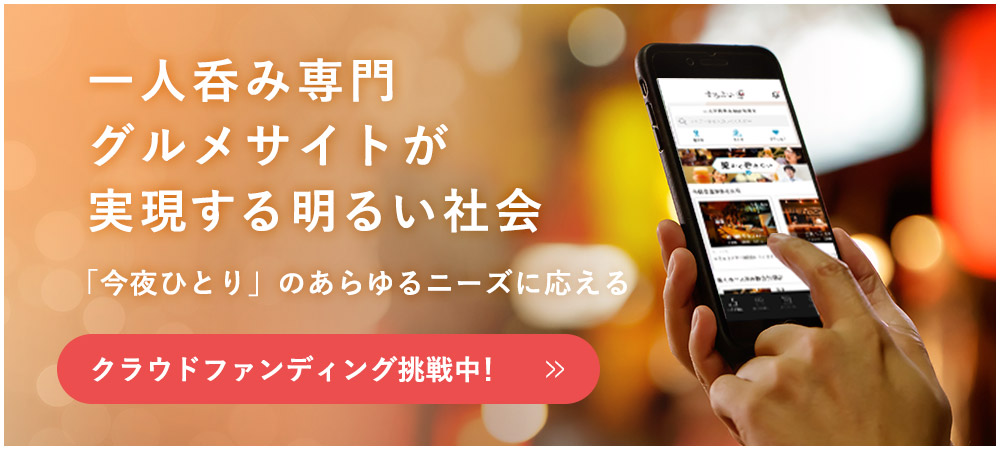 一人呑み専門
グルメサイトが
実現する明るい社会
「今夜ひとり」のあらゆるニーズに応える
クラウドファンディング挑戦中!